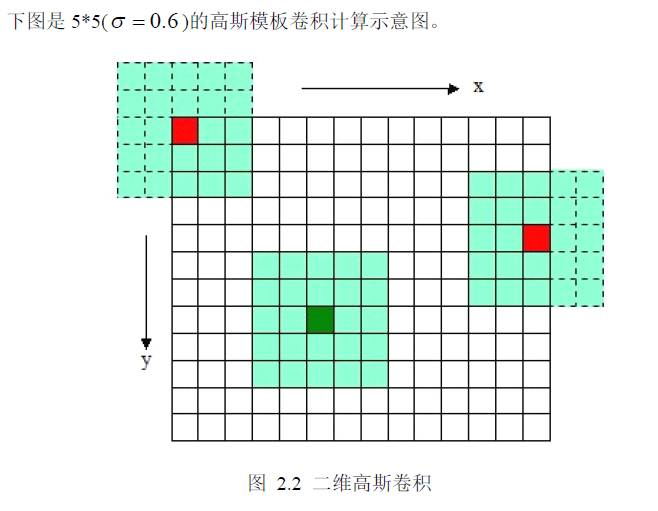 下图是 5*5(σ = 0.6)的高斯模板卷积计算示意图。
x
y
图 2.2 二维高斯卷积